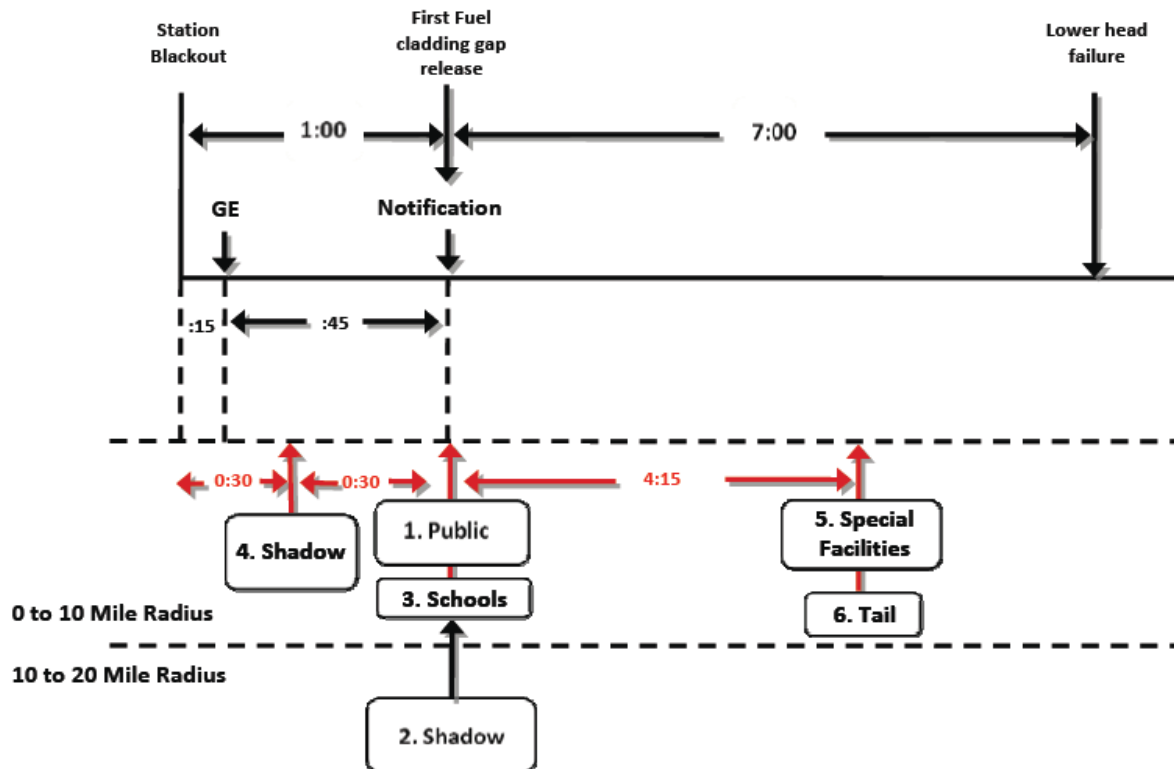 Station
Blackout
First Fuel
cladding gap
release
Lower head
failure
1:00
7:00
GE
Notification
:15
:45
0:30
0:30
4:15
4. Shadow
1. Public
5. Special
Facilities
3. Schools
6. Tail
0 to 10 Mile Radius
10 to 20 Mile Radius
2. Shadow